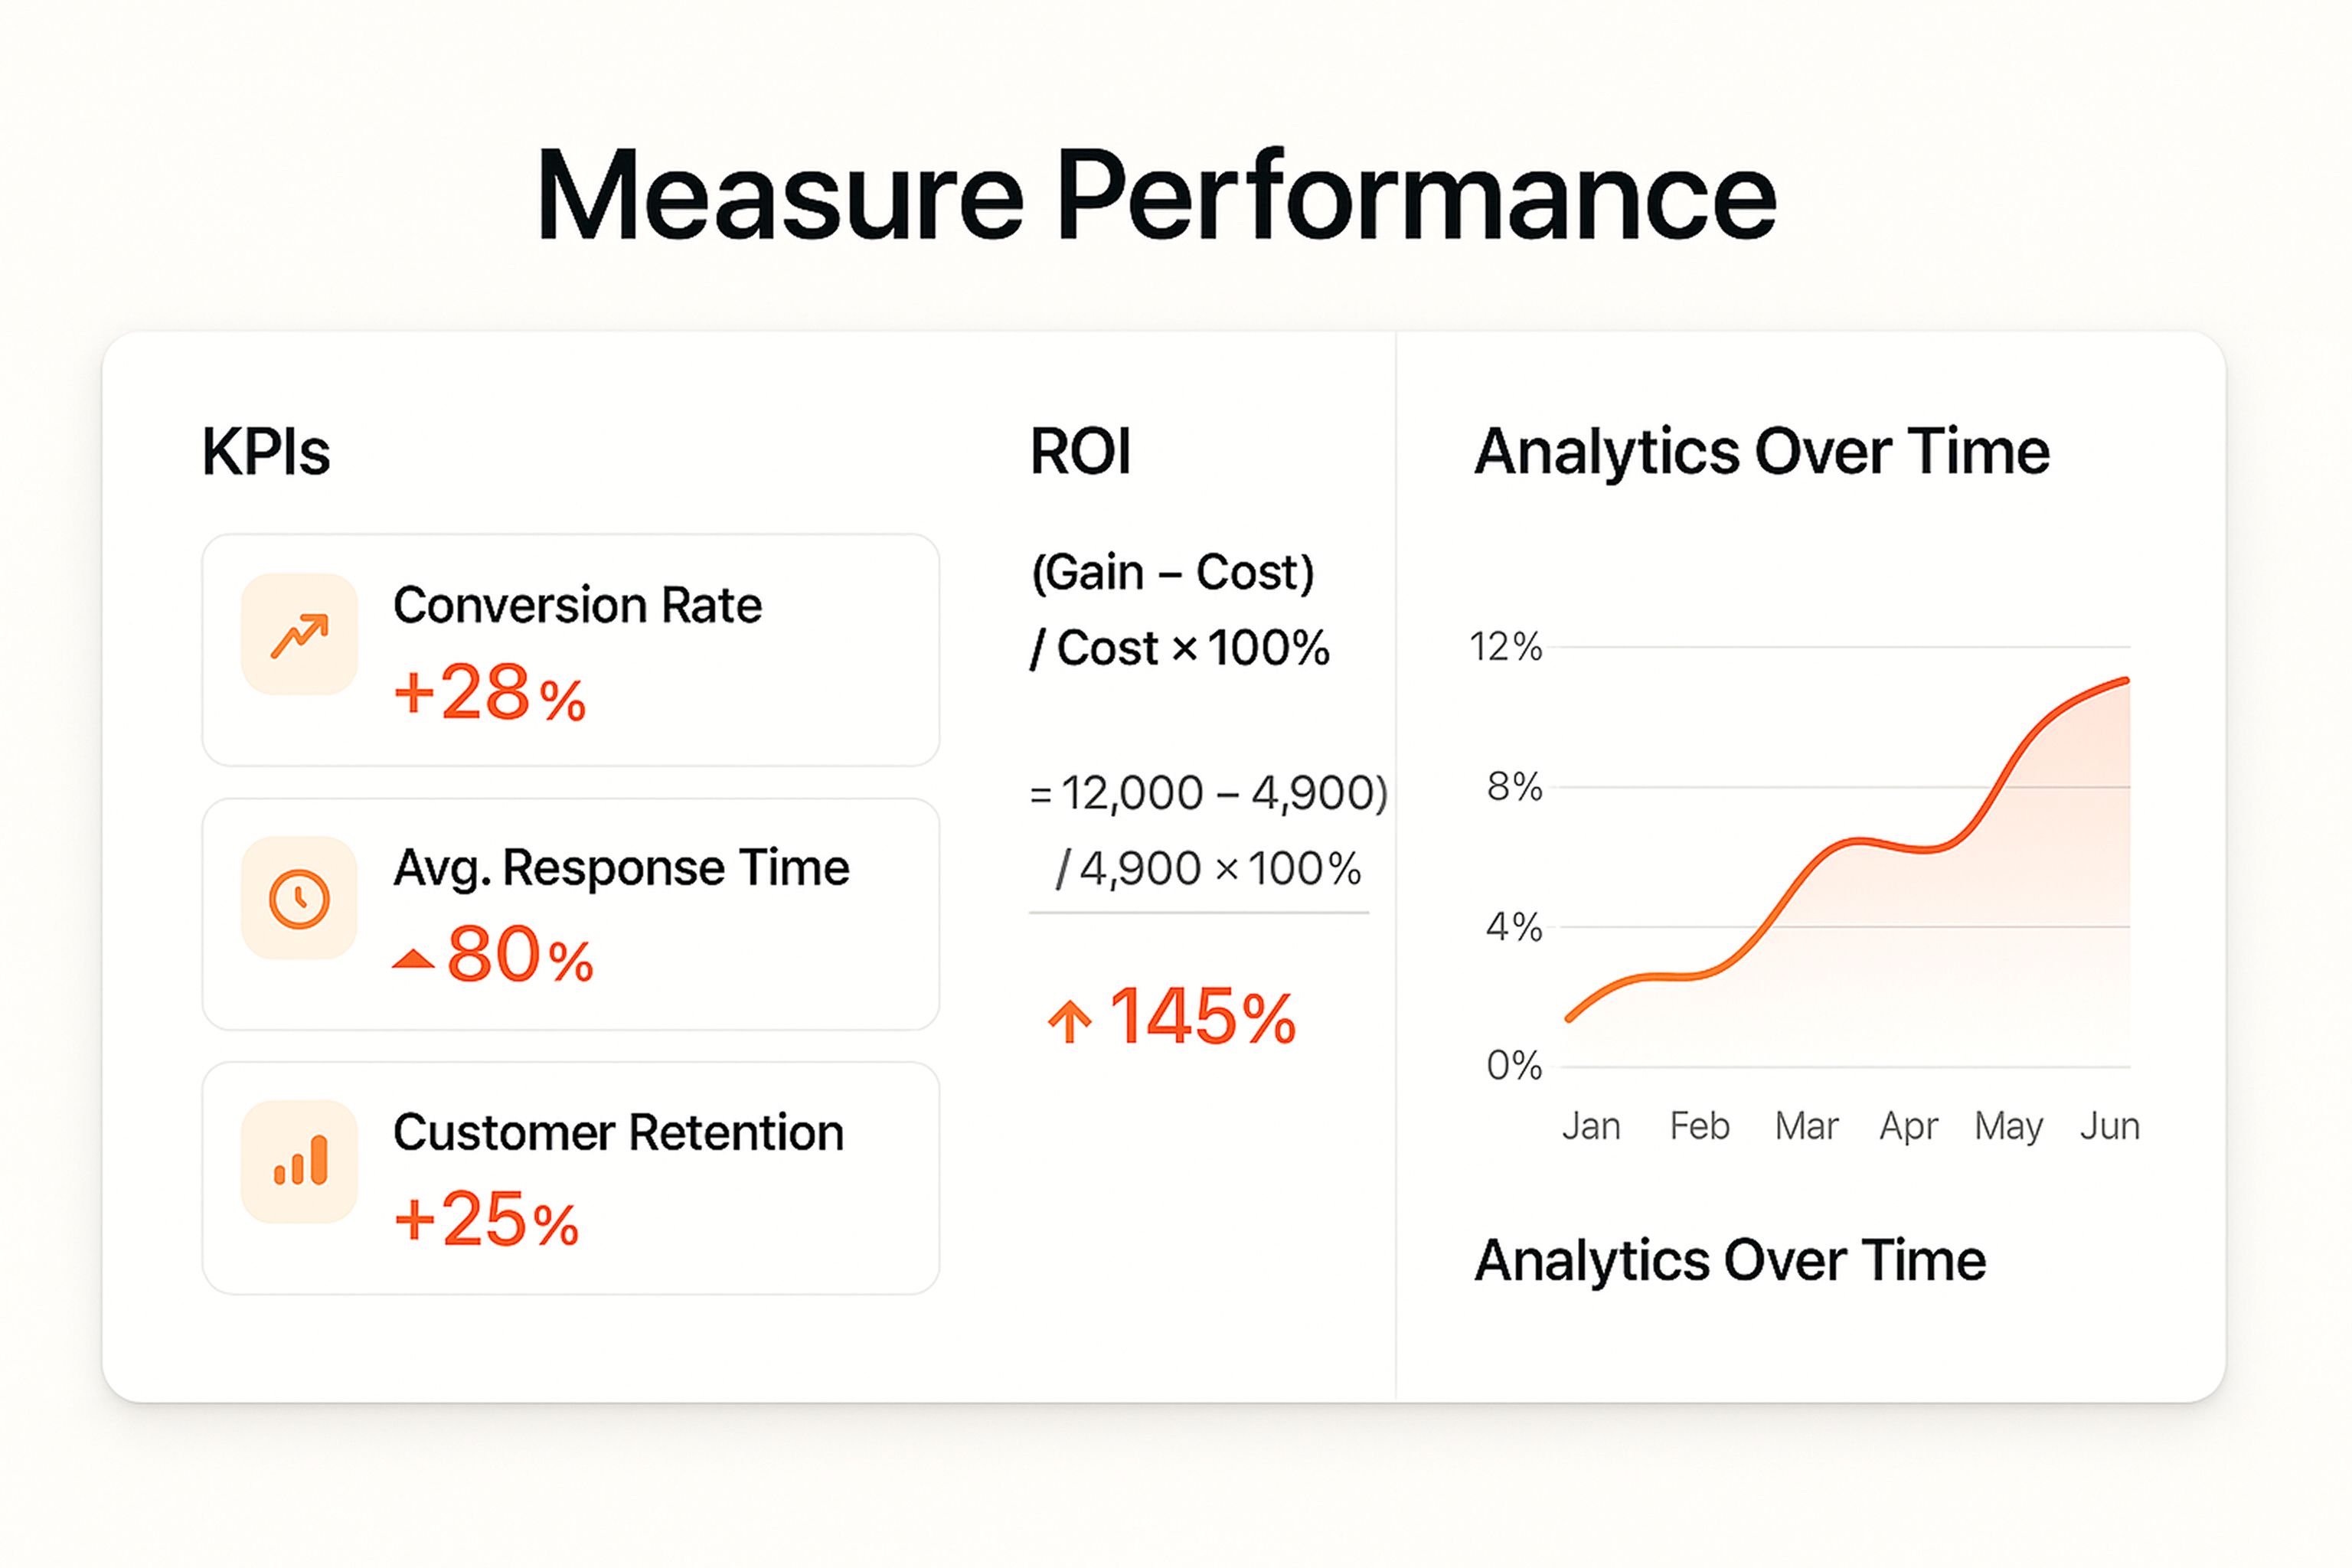 Measure Performance
KPIs
Conversion Rate
+28%
Avg. Response Time
▲80%
Customer Retention
+25%
ROI
(Gain – Cost)
/ Cost × 100%
= 12,000 – 4,900)
/ 4,900 × 100%
↑ 145%
Analytics Over Time
12%
8%
4%
0%
Jan Feb Mar Apr May Jun
Analytics Over Time